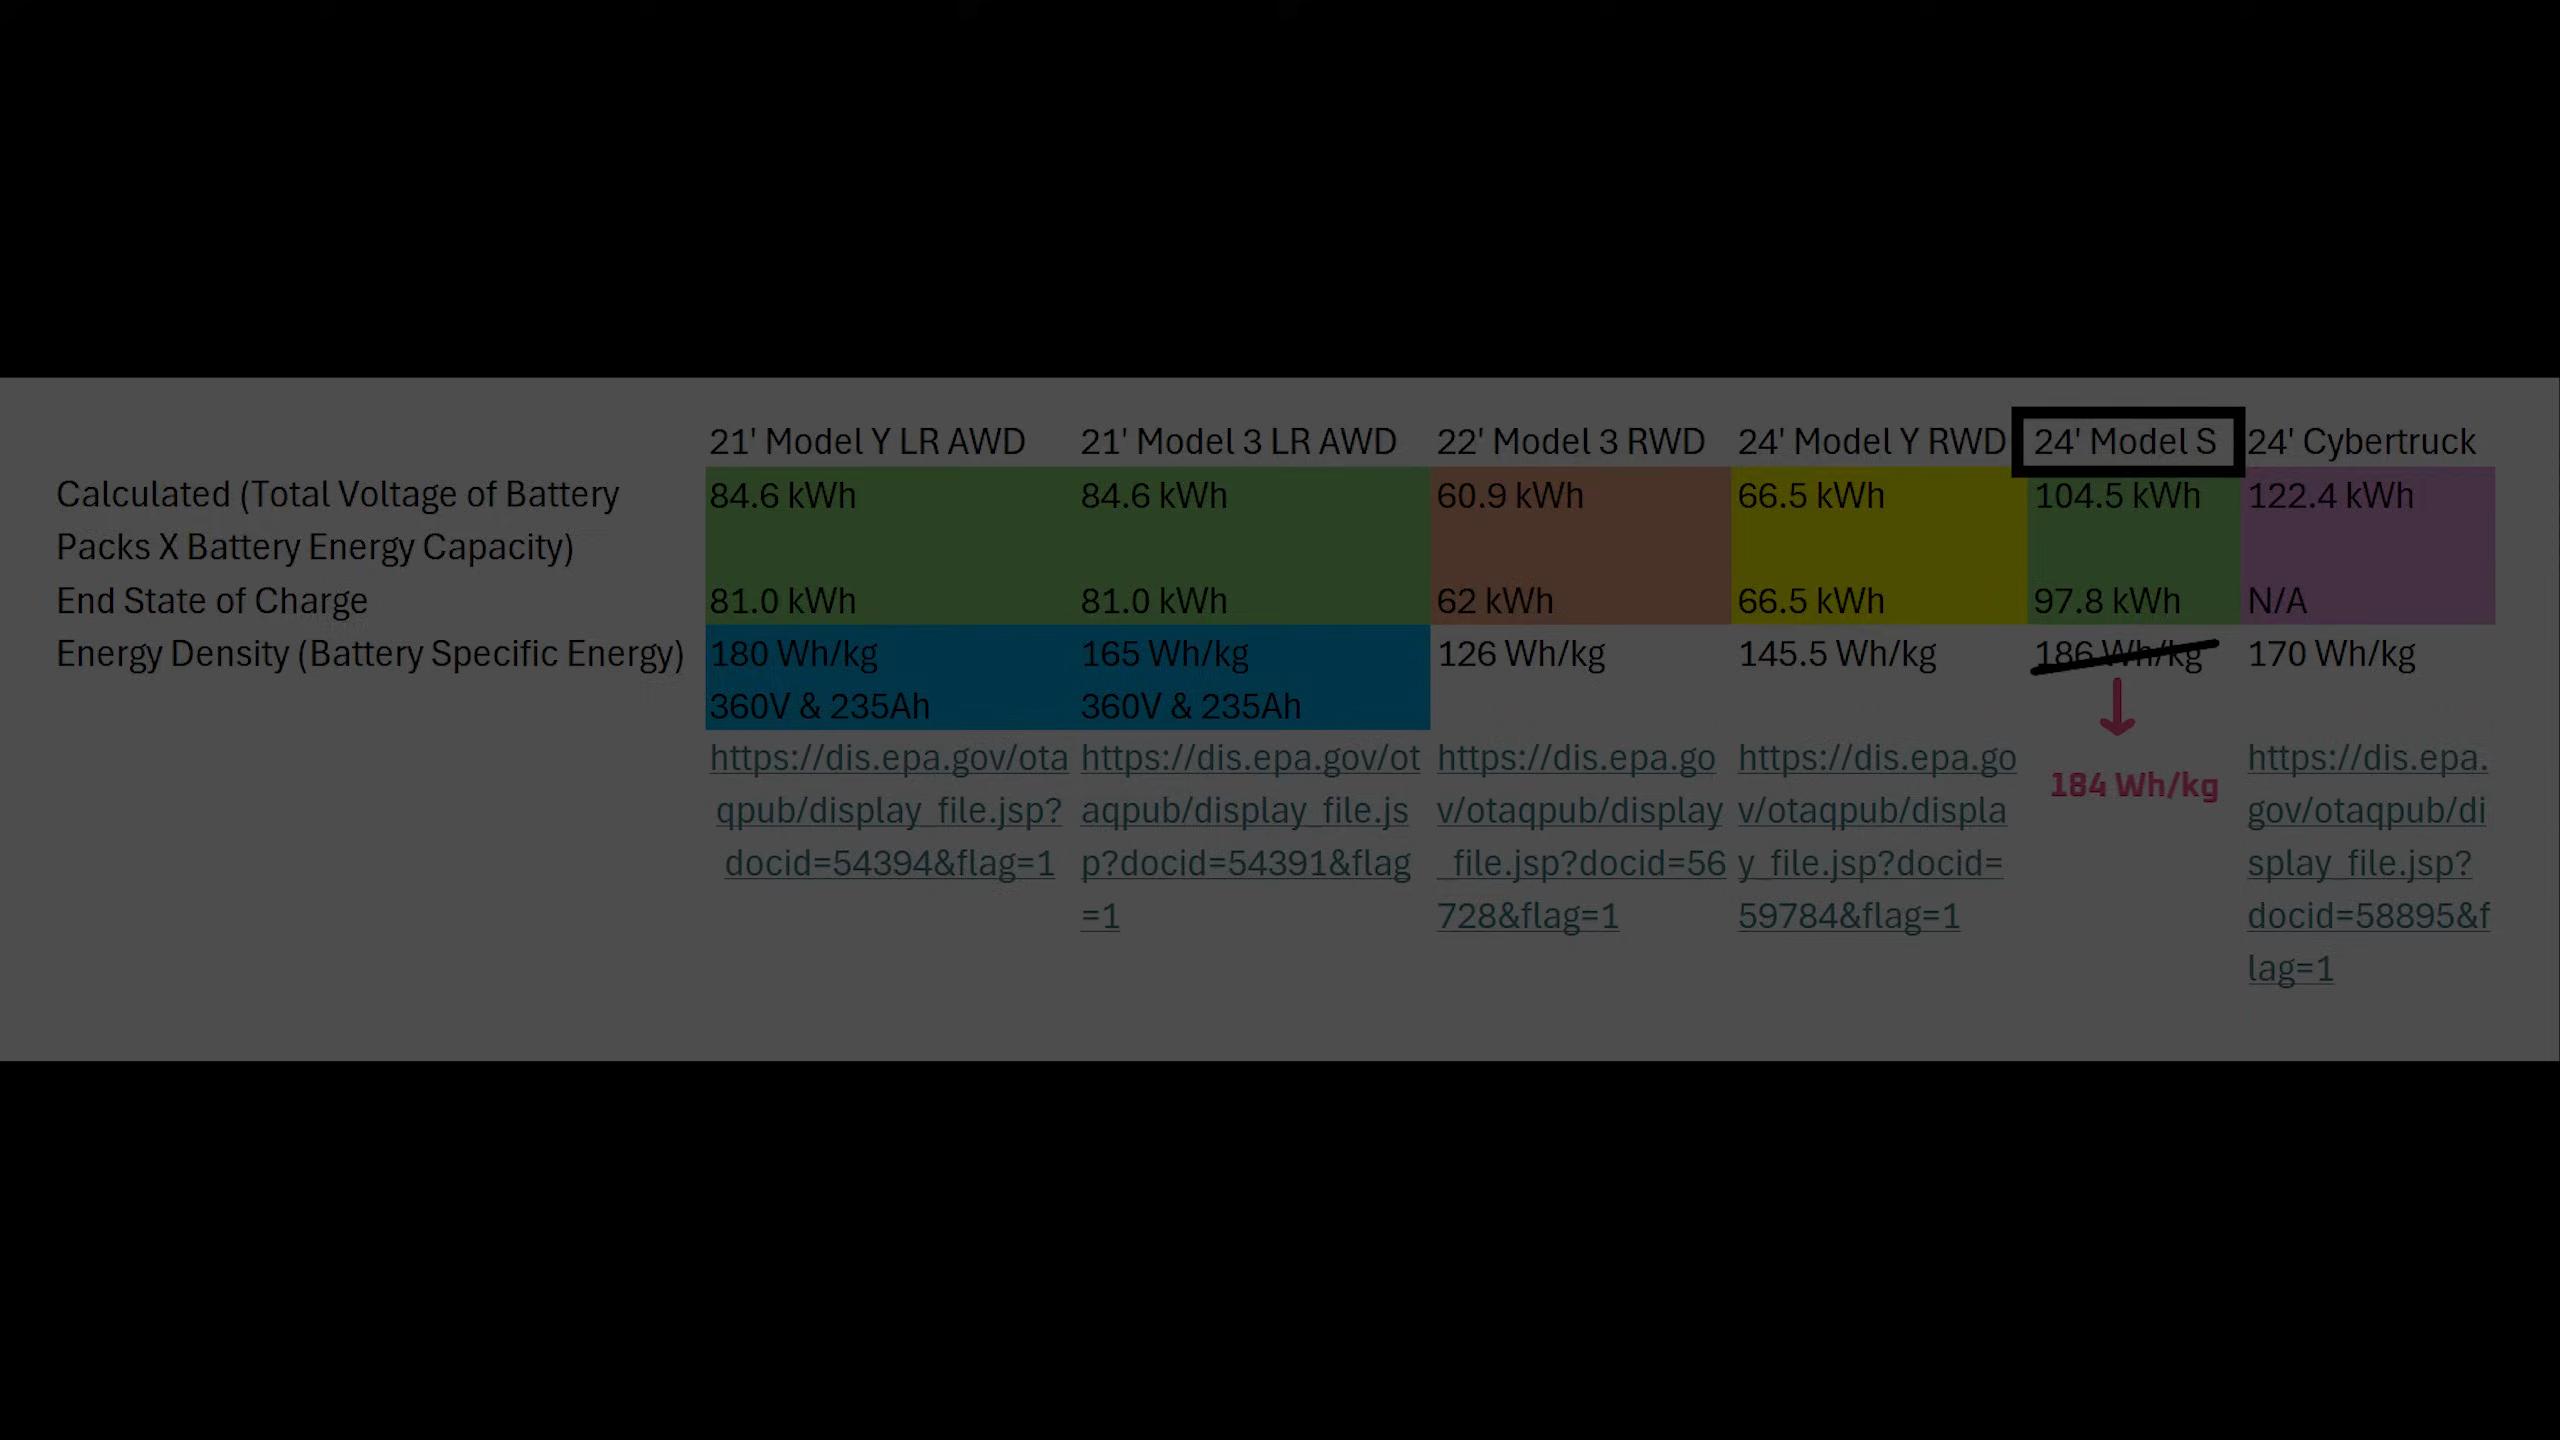 21' Model Y LR AWD 21' Model 3 LR AWD 22' Model 3 RWD 24' Model Y RWD 24' Model S 24' Cybertruck
Calculated (Total Voltage of Battery 84.6 kWh 84.6 kWh 60.9 kWh 66.5 kWh 104.5 kWh 122.4 kWh
Packs X Battery Energy Capacity)
End State of Charge 81.0 kWh 81.0 kWh 62 kWh 66.5 kWh 97.8 kWh N/A
Energy Density (Battery Specific Energy) 180 Wh/kg 165 Wh/kg 126 Wh/kg 145.5 Wh/kg 186 Wh/kg 170 Wh/kg
360V & 235Ah 360V & 235Ah
https://dis.epa.gov/ota https://dis.epa.gov/ot https://dis.epa.go https://dis.epa.go https://dis.epa.
184 Wh/kg
qpub/display_file.jsp? aqpub/display_file.js v/otaqpub/display v/otaqpub/displa gov/otaqpub/di
docid=54394&flag=1 p?docid=54391&flag _file.jsp?docid=56 y_file.jsp?docid= splay_file.jsp?
=1 728&flag=1 59784&flag=1 docid=58895&f
lag=1